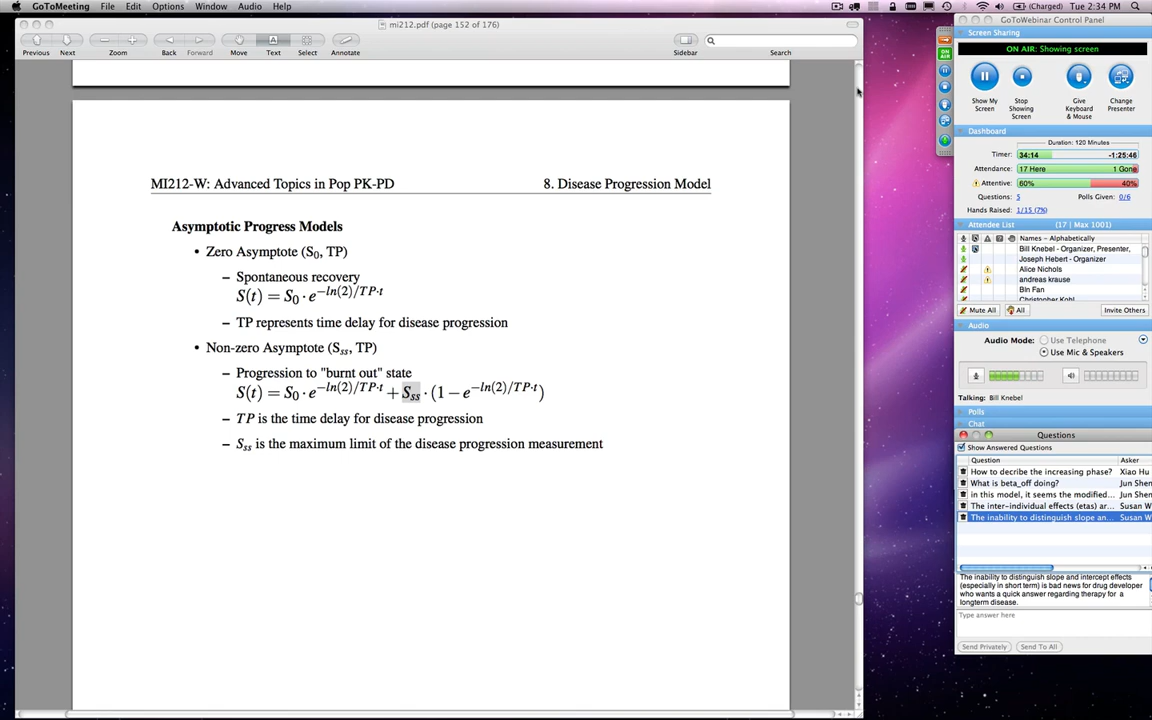 GoToMeeting File Edit Options Window Audio Help
(Charged) Tue 2:34 PM
mi212.pdf (page 152 of 176)
Previous Next Zoom Back Forward Move Text Select Annotate Sidebar Search
MI212-W: Advanced Topics in Pop PK-PD 8. Disease Progression Model
Asymptotic Progress Models
• Zero Asymptote (S₀, TP)
– Spontaneous recovery
S(t) = S₀ · e^(−ln(2)/TP·t)
– TP represents time delay for disease progression
• Non-zero Asymptote (Sss, TP)
– Progression to "burnt out" state
S(t) = S₀ · e^(−ln(2)/TP·t) + Sss · (1 − e^(−ln(2)/TP·t))
– TP is the time delay for disease progression
– Sss is the maximum limit of the disease progression measurement
GoToWebinar Control Panel
Screen Sharing
ON AIR: Showing screen
Show My Screen
Stop Showing Screen
Give Keyboard & Mouse
Change Presenter
ON AIR
Dashboard
Duration: 120 Minutes
Timer: 34:14 -1:25:46
Attendance: 17 Here 1 Gone
Attentive: 60% 40%
Questions: 5 Polls Given: 0/6
Hands Raised: 1/15 (7%)
Attendee List (17 | Max 1001)
Names - Alphabetically
Bill Knebel - Organizer, Presenter,
Joseph Hebert - Organizer
Alice Nichols
andreas krause
BIn Fan
Christopher Kohl
Mute All All Invite Others
Audio
Audio Mode: Use Telephone
Use Mic & Speakers
Talking: Bill Knebel
Polls
Chat
Questions
Show Answered Questions
Question Asker
How to decribe the increasing phase? Xiao Hu
What is beta_off doing? Jun Shen
in this model, it seems the modified... Jun Shen
The inter-individual effects (etas) ar... Susan W
The inability to distinguish slope an... Susan W
The inability to distinguish slope and intercept effects
(especially in short term) is bad news for drug developer
who wants a quick answer regarding therapy for a
longterm disease.
Type answer here
Send Privately Send To All